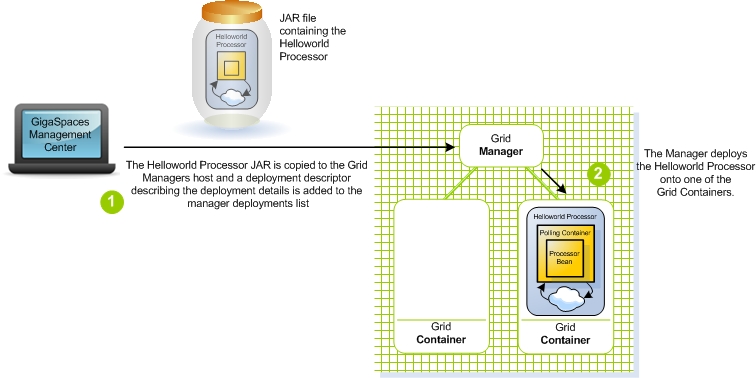 JAR file
containing the
Helloworld
Processor
Helloworld
Processor
GigaSpaces
Management
Center
Grid
Manager
The Helloworld Processor JAR is copied to the Grid
Managers host and a deployment descriptor
describing the deployment details is added to the
manager deployments list
1
2
The Manager deploys
the Helloworld Processor
onto one of the
Grid Containers.
Helloworld Processor
Polling Container
Processor
Bean
Grid
Container
Grid
Container